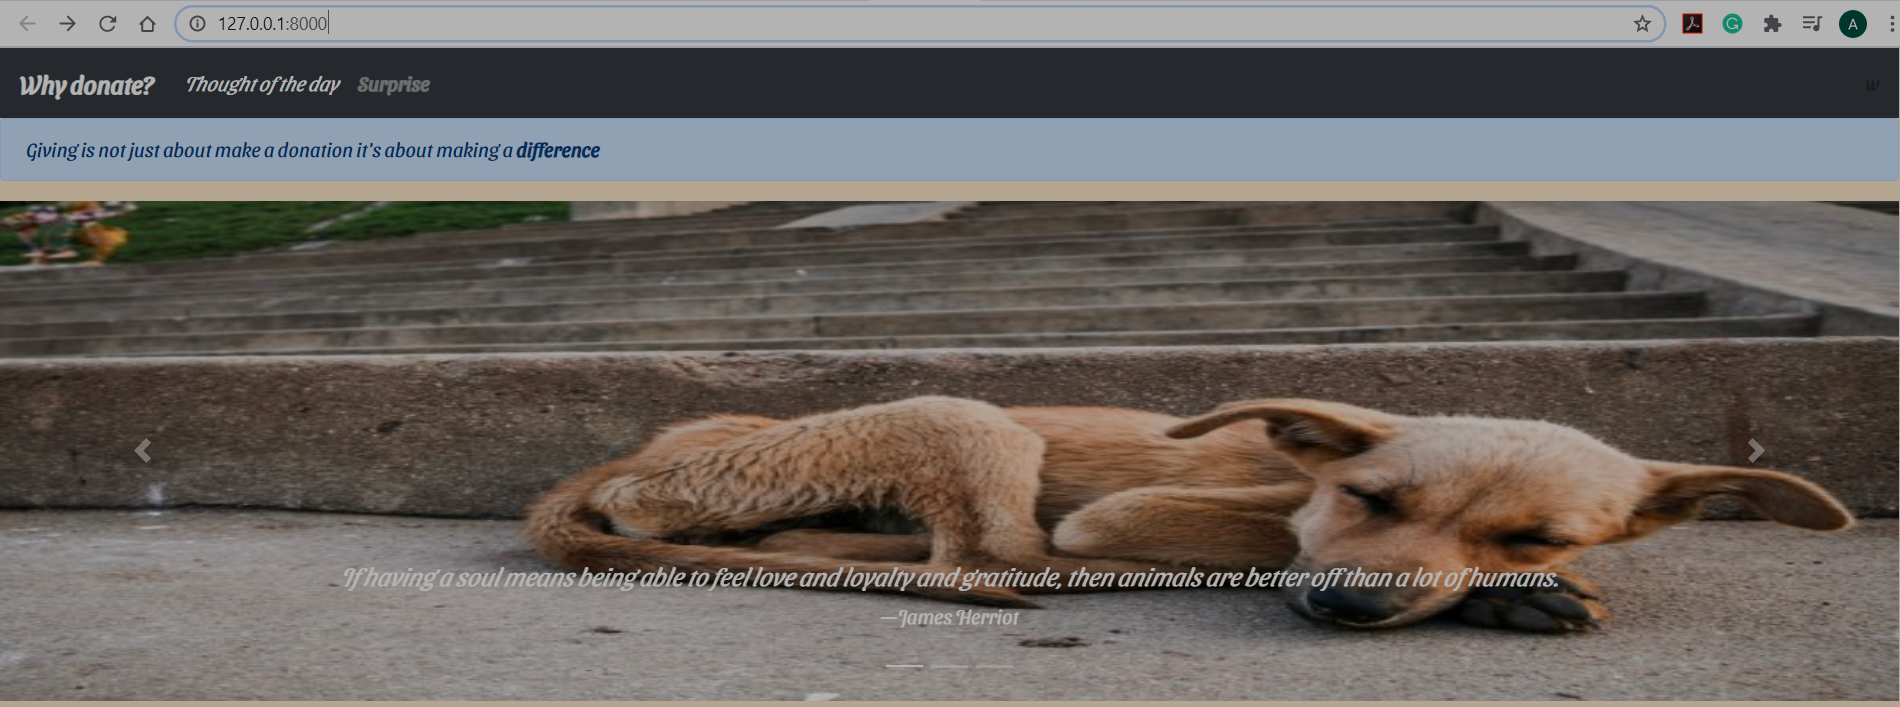 127.0.0.1:8000
A
Why donate? Thought of the day Surprise
w
Giving is not just about make a donation it's about making a difference
If having a soul means being able to feel love and loyalty and gratitude, then animals are better off than a lot of humans.
—James Herriot